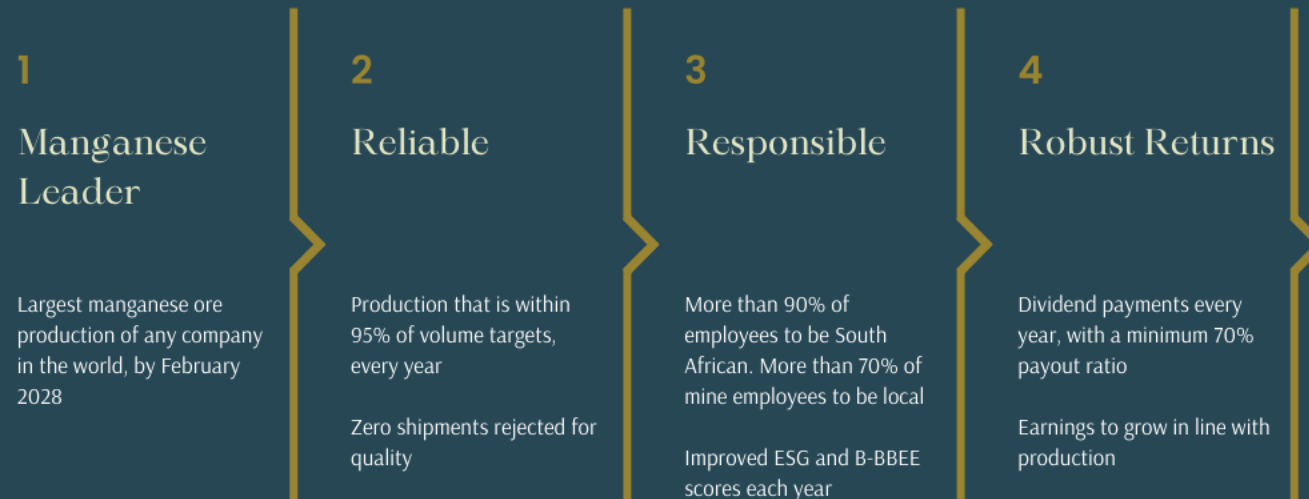 1
Manganese
Leader
Largest manganese ore
production of any company
in the world, by February
2028
2
Reliable
Production that is within
95% of volume targets,
every year
Zero shipments rejected for
quality
3
Responsible
More than 90% of
employees to be South
African. More than 70% of
mine employees to be local
Improved ESG and B-BBEE
scores each year
4
Robust Returns
Dividend payments every
year, with a minimum 70%
payout ratio
Earnings to grow in line with
production